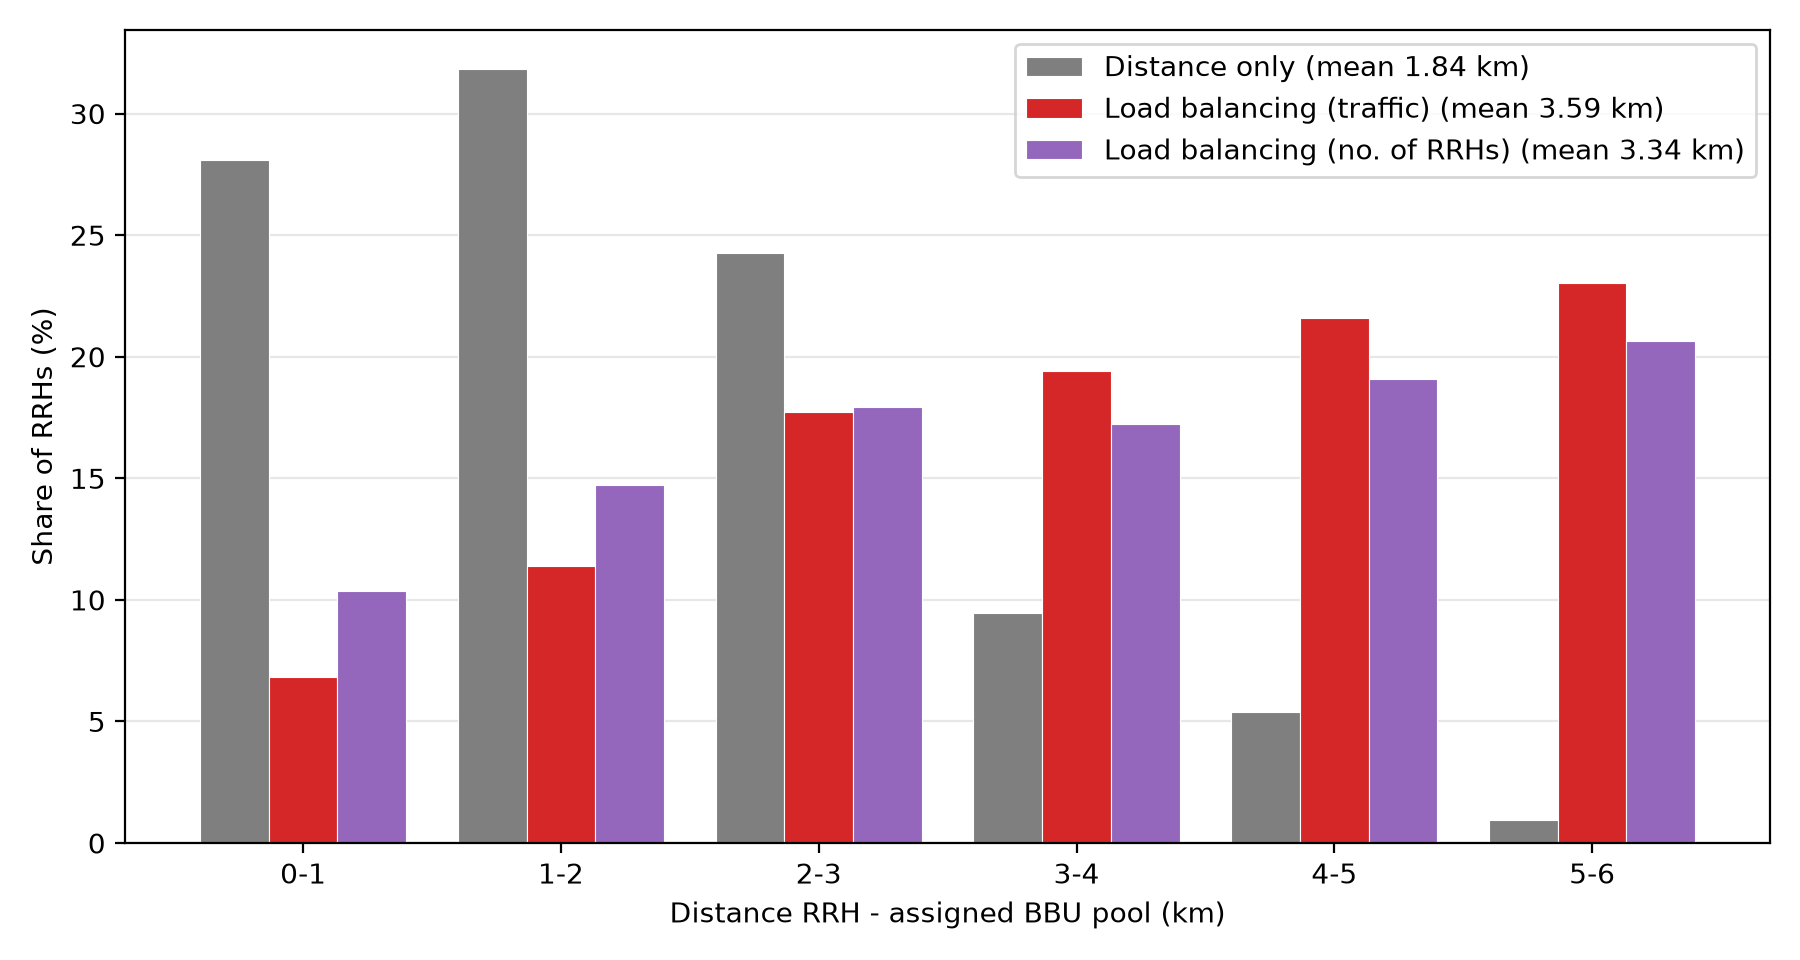 Distance only (mean 1.84 km)
Load balancing (traffic) (mean 3.59 km)
Load balancing (no. of RRHs) (mean 3.34 km)
Share of RRHs (%)
30
25
20
15
10
5
0
0-1 1-2 2-3 3-4 4-5 5-6
Distance RRH - assigned BBU pool (km)